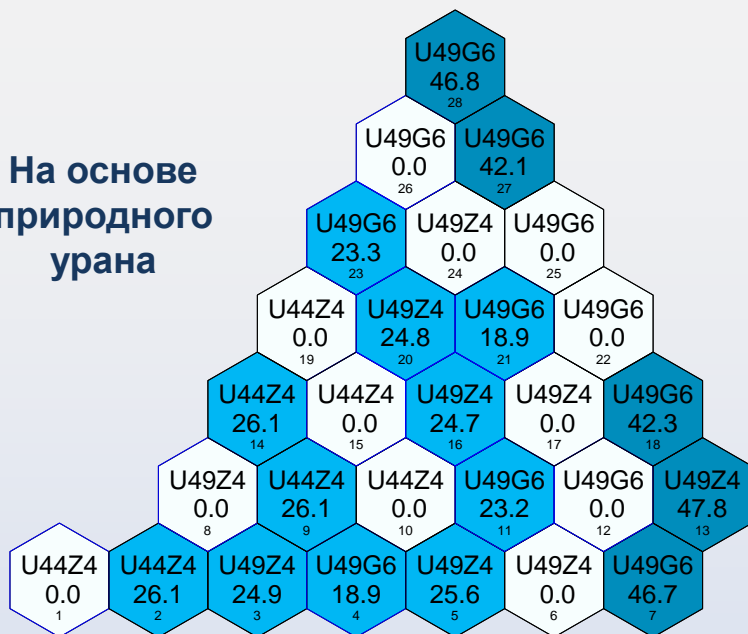 U49G6
46.8
28
На основе
природного
урана
U49G6
0.0
26
U49G6
42.1
27
U49G6
23.3
23
U49Z4
0.0
24
U49G6
0.0
25
U44Z4
0.0
19
U49Z4
24.8
20
U49G6
18.9
21
U49G6
0.0
22
U44Z4
26.1
14
U44Z4
0.0
15
U49Z4
24.7
16
U49Z4
0.0
17
U49G6
42.3
18
U49Z4
0.0
8
U44Z4
26.1
9
U44Z4
0.0
10
U49G6
23.2
11
U49G6
0.0
12
U49Z4
47.8
13
U44Z4
0.0
1
U44Z4
26.1
2
U49Z4
24.9
3
U49G6
18.9
4
U49Z4
25.6
5
U49Z4
0.0
6
U49G6
46.7
7